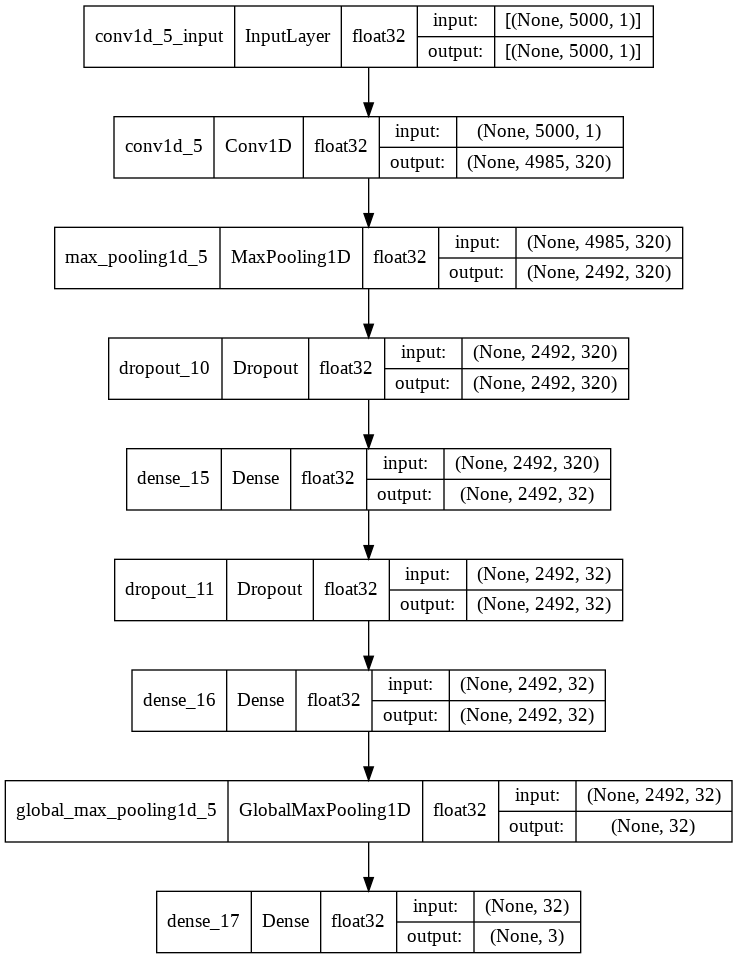 conv1d_5_input InputLayer float32 input: [(None, 5000, 1)]
output: [(None, 5000, 1)]
conv1d_5 Conv1D float32 input: (None, 5000, 1)
output: (None, 4985, 320)
max_pooling1d_5 MaxPooling1D float32 input: (None, 4985, 320)
output: (None, 2492, 320)
dropout_10 Dropout float32 input: (None, 2492, 320)
output: (None, 2492, 320)
dense_15 Dense float32 input: (None, 2492, 320)
output: (None, 2492, 32)
dropout_11 Dropout float32 input: (None, 2492, 32)
output: (None, 2492, 32)
dense_16 Dense float32 input: (None, 2492, 32)
output: (None, 2492, 32)
global_max_pooling1d_5 GlobalMaxPooling1D float32 input: (None, 2492, 32)
output: (None, 32)
dense_17 Dense float32 input: (None, 32)
output: (None, 3)